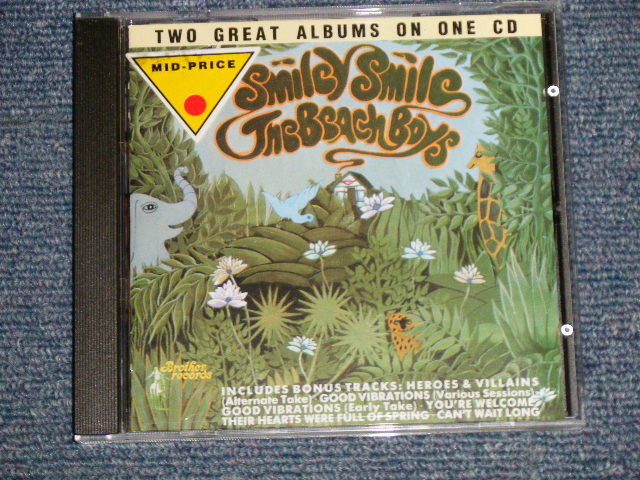 TWO GREAT ALBUMS ON ONE CD
MID-PRICE
Smiley Smile
The Beach Boys
Brother
records
INCLUDES BONUS TRACKS: HEROES & VILLAINS
(Alternate Take) · GOOD VIBRATIONS (Various Sessions)
GOOD VIBRATIONS (Early Take) · YOU'RE WELCOME
THEIR HEARTS WERE FULL OF SPRING · CAN'T WAIT LONG